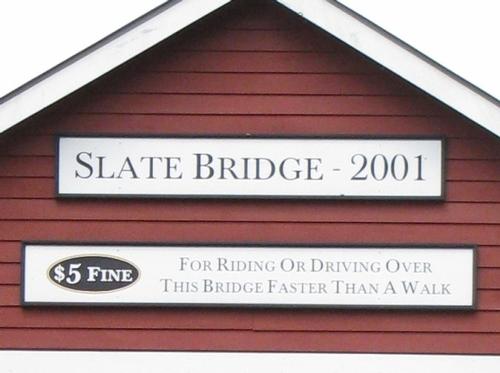 SLATE BRIDGE - 2001
$5 FINE
FOR RIDING OR DRIVING OVER
THIS BRIDGE FASTER THAN A WALK